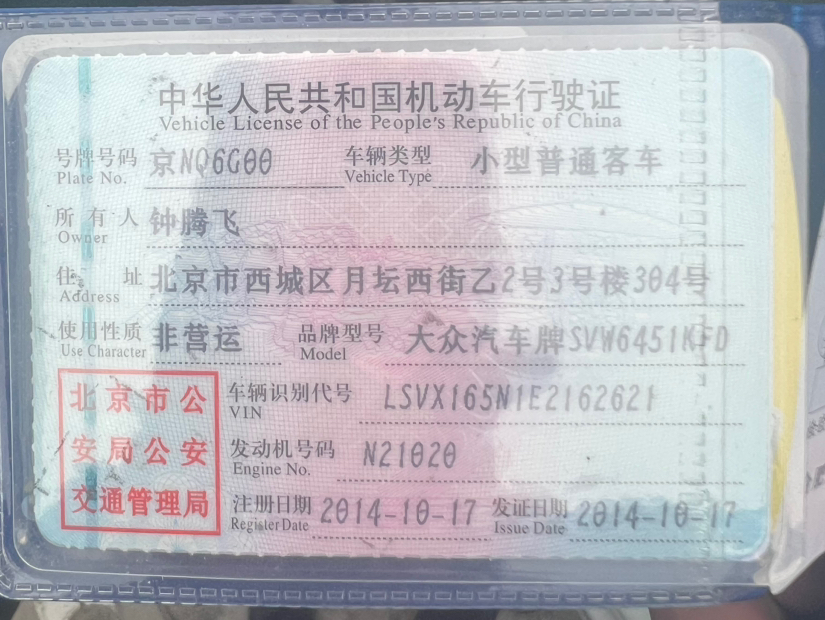 中华人民共和国机动车行驶证
Vehicle License of the People's Republic of China
号牌号码 京NQ6G00 车辆类型 小型普通客车
Plate No. Vehicle Type
所有人 钟腾飞
Owner
住址 北京市西城区月坛西街乙2号3号楼304号
Address
使用性质 非营运 品牌型号 大众汽车牌SVW6451KFD
Use Character Model
北京市公安局公安交通管理局
车辆识别代号 LSVX165N1E2162621
VIN
发动机号码 N21020
Engine No.
注册日期 2014-10-17 发证日期 2014-10-17
Register Date Issue Date